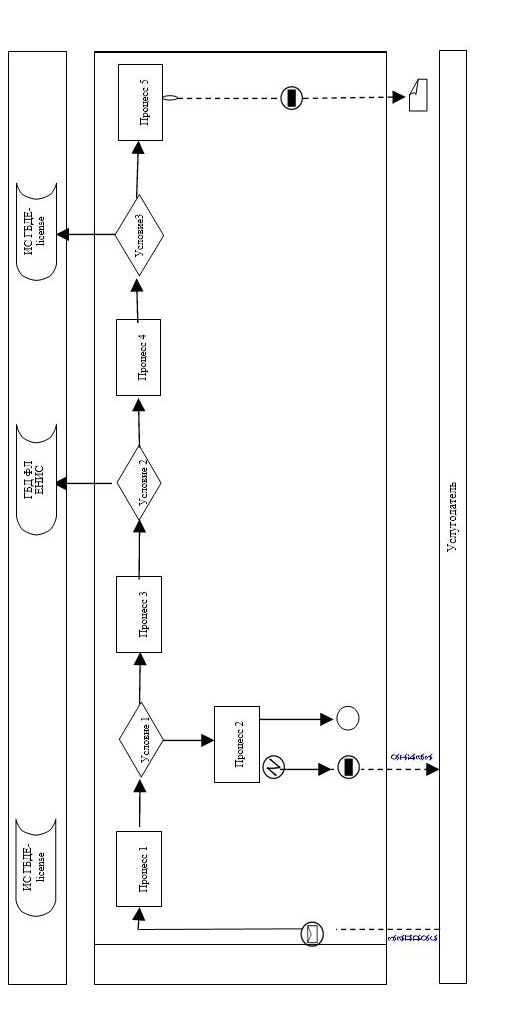 ИС ГБДЕ-
license
ГБД ФЛ
ЕНИС
ИС ГБДЕ-
license
Процесс 1
Условие 1
Процесс 2
Процесс 3
Условие 2
Процесс 4
Условие3
Процесс 5
запрос
Услугодатель